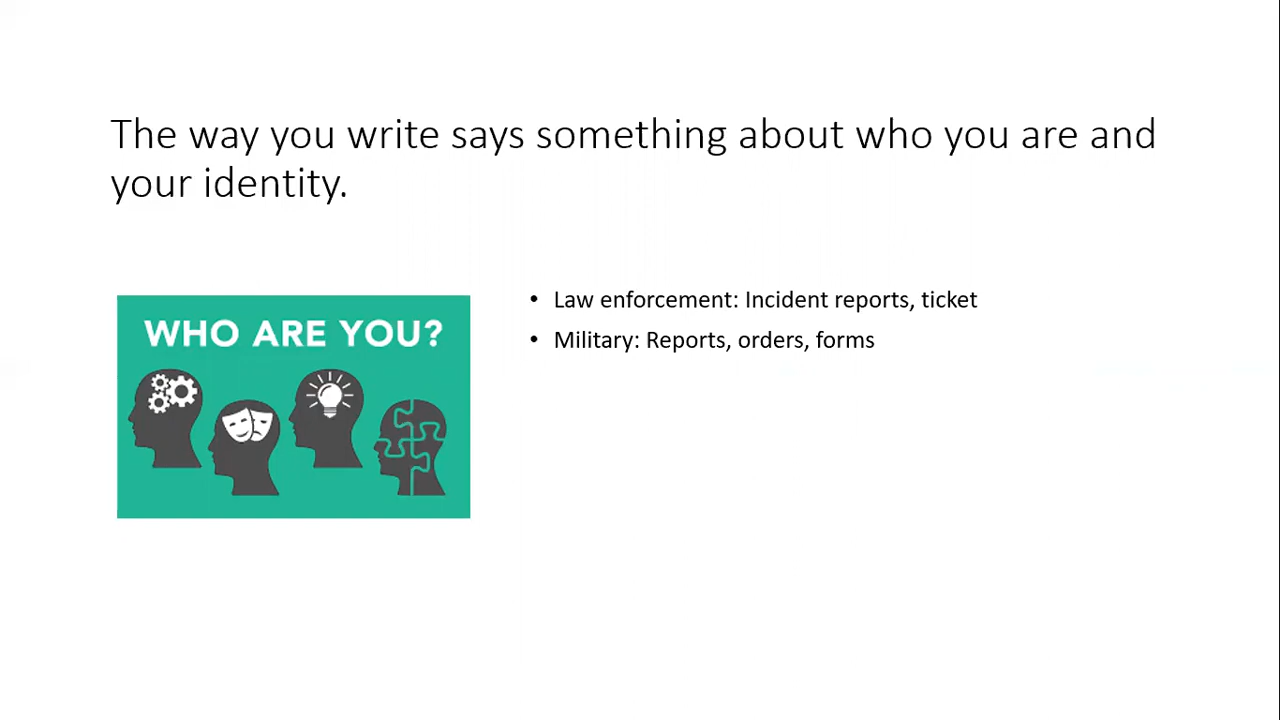 The way you write says something about who you are and
your identity.
WHO ARE YOU?
• Law enforcement: Incident reports, ticket
• Military: Reports, orders, forms